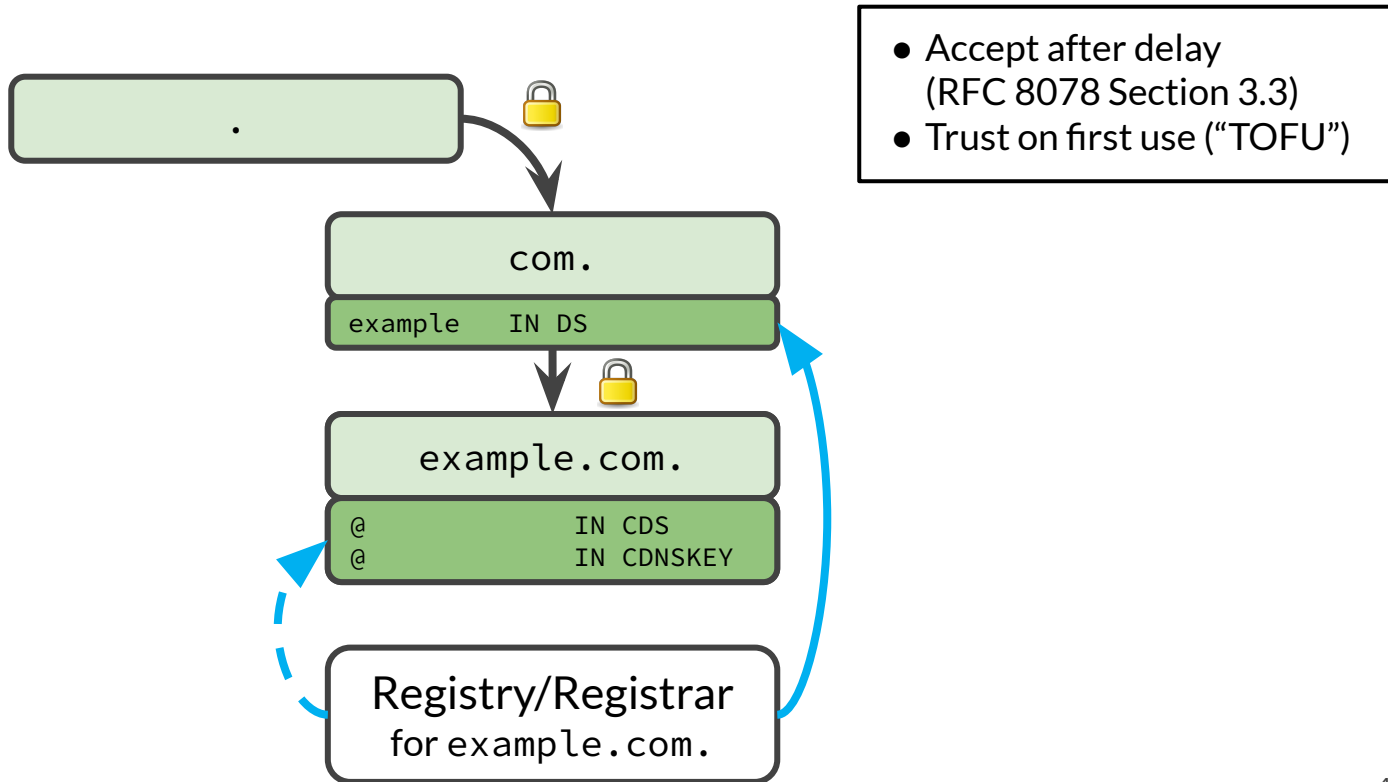 .
com.
example IN DS
example.com.
@ IN CDS
@ IN CDNSKEY
Registry/Registrar
for example.com.
● Accept after delay
(RFC 8078 Section 3.3)
● Trust on first use (“TOFU”)